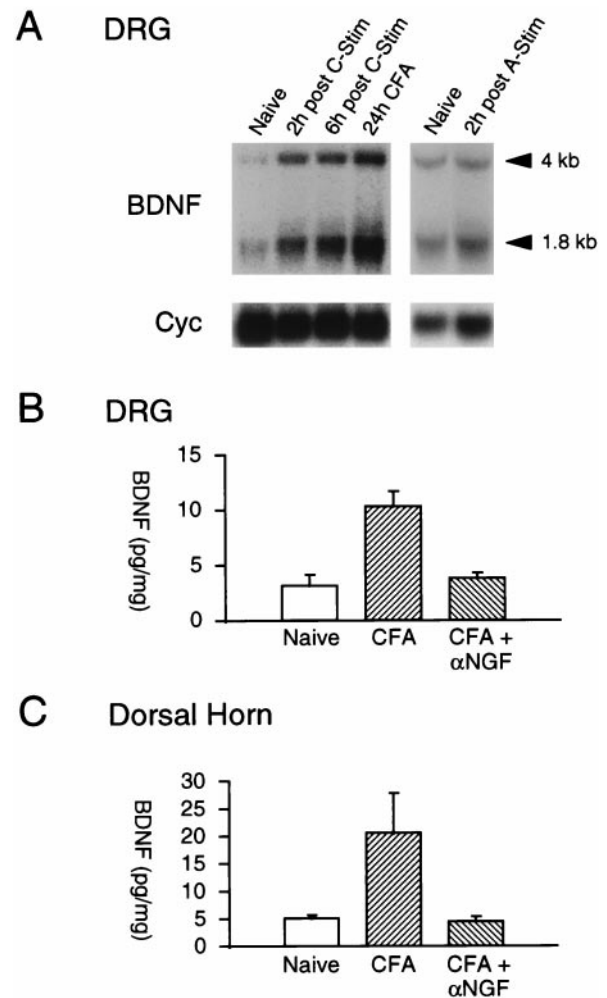 A DRG
Naive
2h post C-Stim
6h post C-Stim
24h CFA
Naive
2h post A-Stim
BDNF
4 kb
1.8 kb
Cyc
B DRG
BDNF (pg/mg)
15
10
5
0
Naive
CFA
CFA +
αNGF
C Dorsal Horn
BDNF (pg/mg)
30
25
20
15
10
5
0
Naive
CFA
CFA +
αNGF